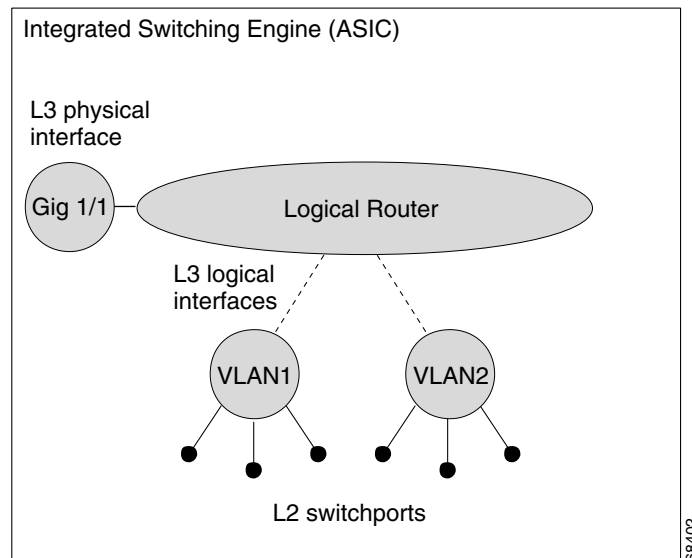 Integrated Switching Engine (ASIC)
L3 physical
interface
Gig 1/1
Logical Router
L3 logical
interfaces
VLAN1
VLAN2
L2 switchports
68402